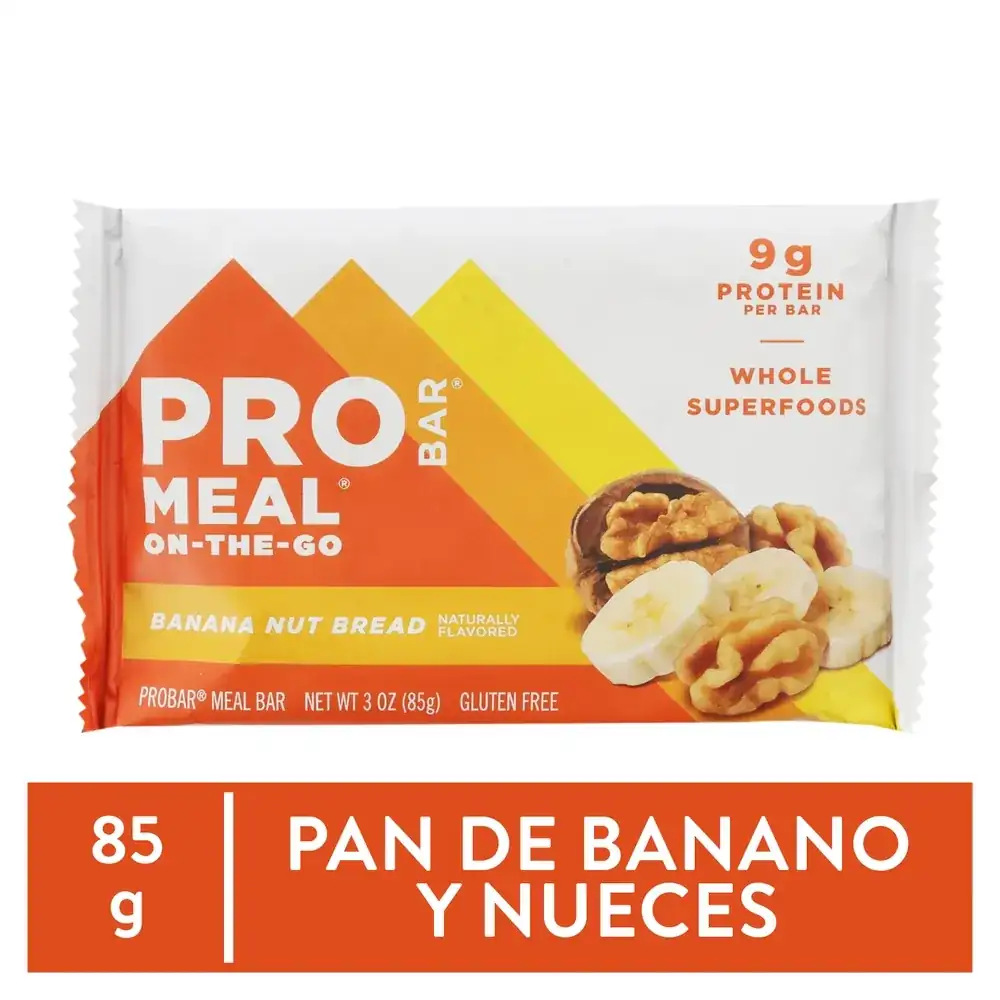 9 g
PROTEIN
PER BAR
WHOLE
SUPERFOODS
PRO BAR®
MEAL®
ON-THE-GO
BANANA NUT BREAD NATURALLY
FLAVORED
PROBAR® MEAL BAR NET WT 3 OZ (85g) GLUTEN FREE
85
g
PAN DE BANANO
Y NUECES